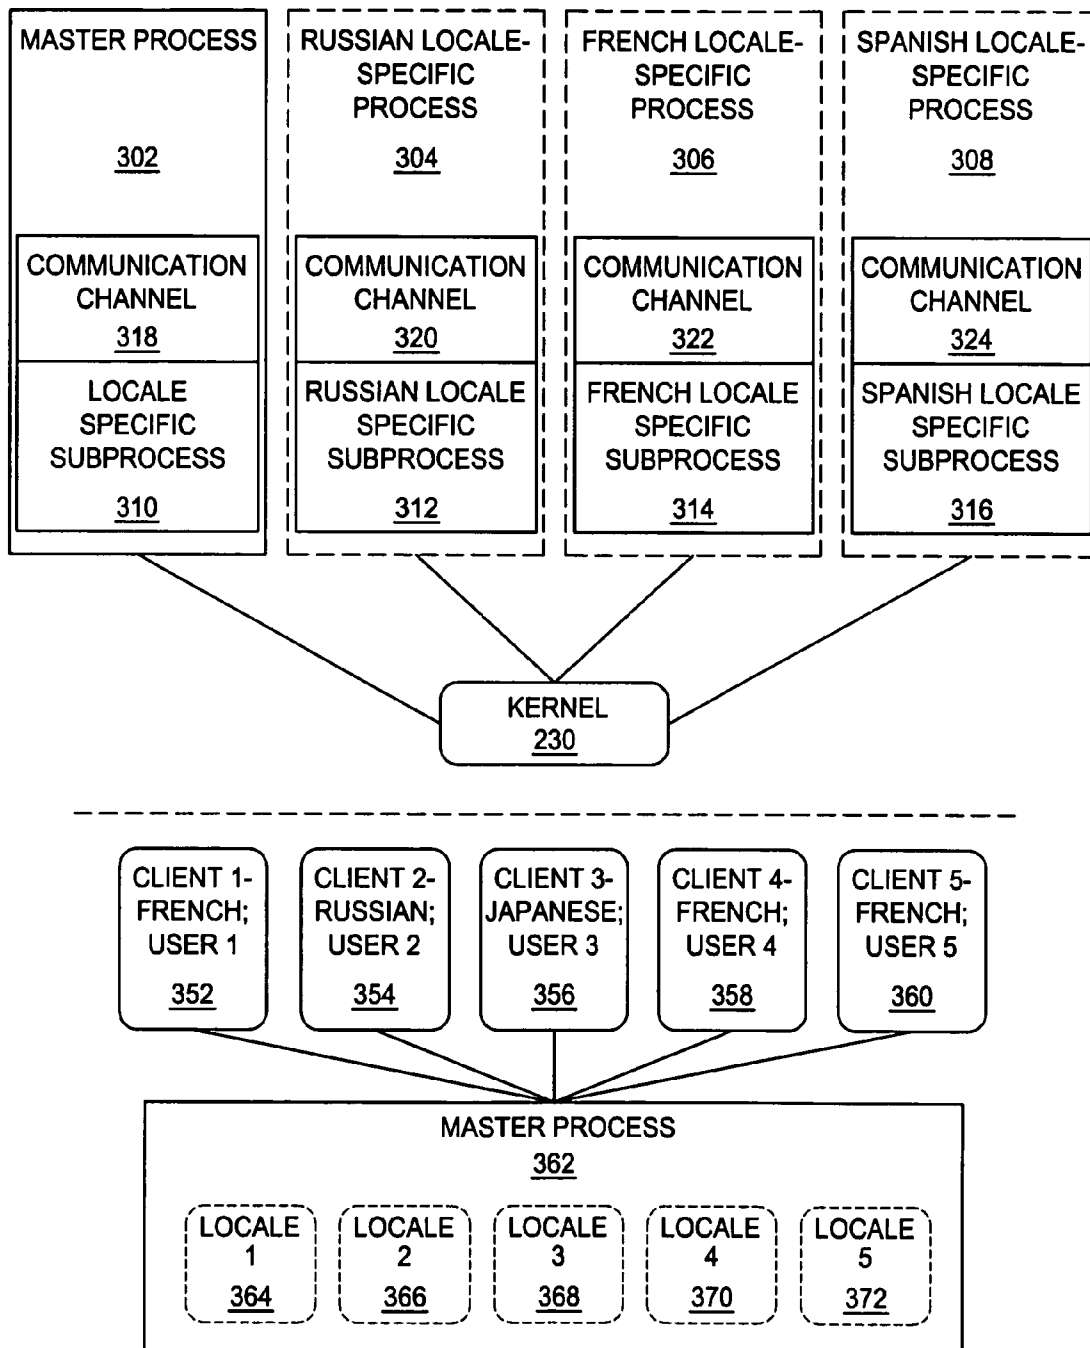 MASTER PROCESS
302
COMMUNICATION
CHANNEL
318
LOCALE
SPECIFIC
SUBPROCESS
310
RUSSIAN LOCALE-
SPECIFIC
PROCESS
304
COMMUNICATION
CHANNEL
320
RUSSIAN LOCALE
SPECIFIC
SUBPROCESS
312
FRENCH LOCALE-
SPECIFIC
PROCESS
306
COMMUNICATION
CHANNEL
322
FRENCH LOCALE
SPECIFIC
SUBPROCESS
314
SPANISH LOCALE-
SPECIFIC
PROCESS
308
COMMUNICATION
CHANNEL
324
SPANISH LOCALE
SPECIFIC
SUBPROCESS
316
KERNEL
230
CLIENT 1-
FRENCH;
USER 1
352
CLIENT 2-
RUSSIAN;
USER 2
354
CLIENT 3-
JAPANESE;
USER 3
356
CLIENT 4-
FRENCH;
USER 4
358
CLIENT 5-
FRENCH;
USER 5
360
MASTER PROCESS
362
LOCALE
1
364
LOCALE
2
366
LOCALE
3
368
LOCALE
4
370
LOCALE
5
372